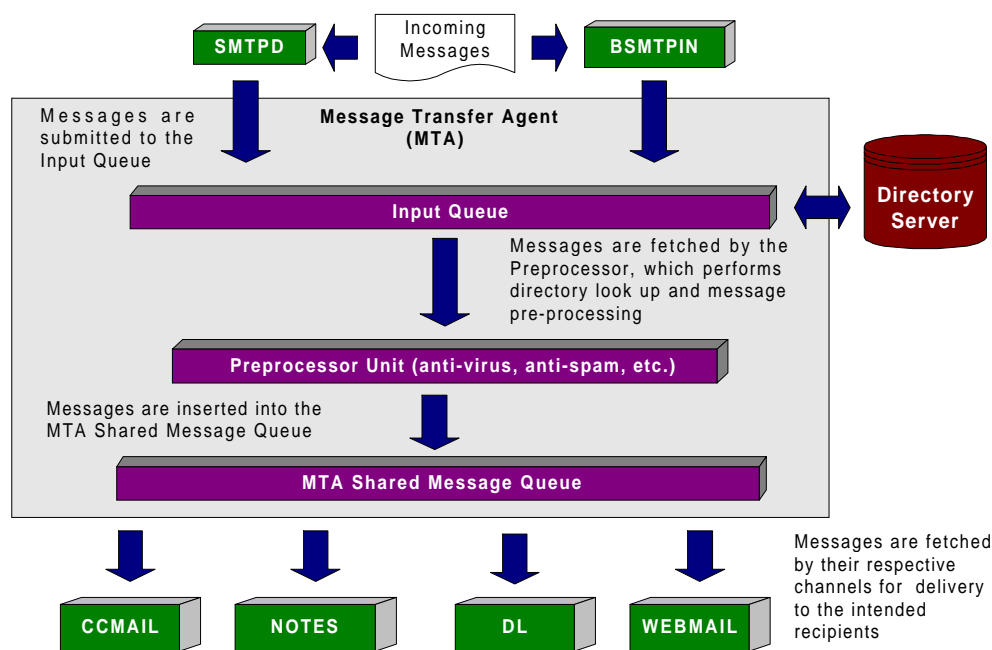 SMTPD
Incoming
Messages
BSMTPIN
Messages are
submitted to the
Input Queue
Message Transfer Agent
(MTA)
Input Queue
Directory
Server
Messages are fetched by the
Preprocessor, which performs
directory look up and message
pre-processing
Preprocessor Unit (anti-virus, anti-spam, etc.)
Messages are inserted into the
MTA Shared Message Queue
MTA Shared Message Queue
Messages are fetched
by their respective
channels for delivery
to the intended
recipients
CCMAIL
NOTES
DL
WEBMAIL